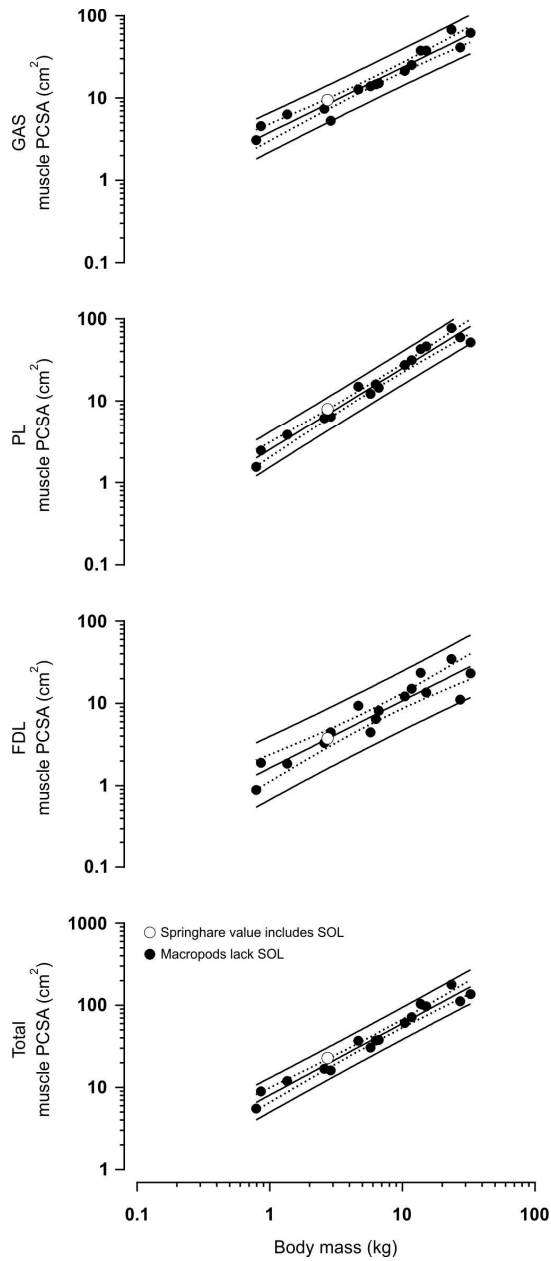 100
10
1
0.1
GAS
muscle PCSA (cm²)
100
10
1
0.1
PL
muscle PCSA (cm²)
100
10
1
0.1
FDL
muscle PCSA (cm²)
1000
100
10
1
Total
muscle PCSA (cm²)
Springhare value includes SOL
Macropods lack SOL
0.1 1 10 100
Body mass (kg)